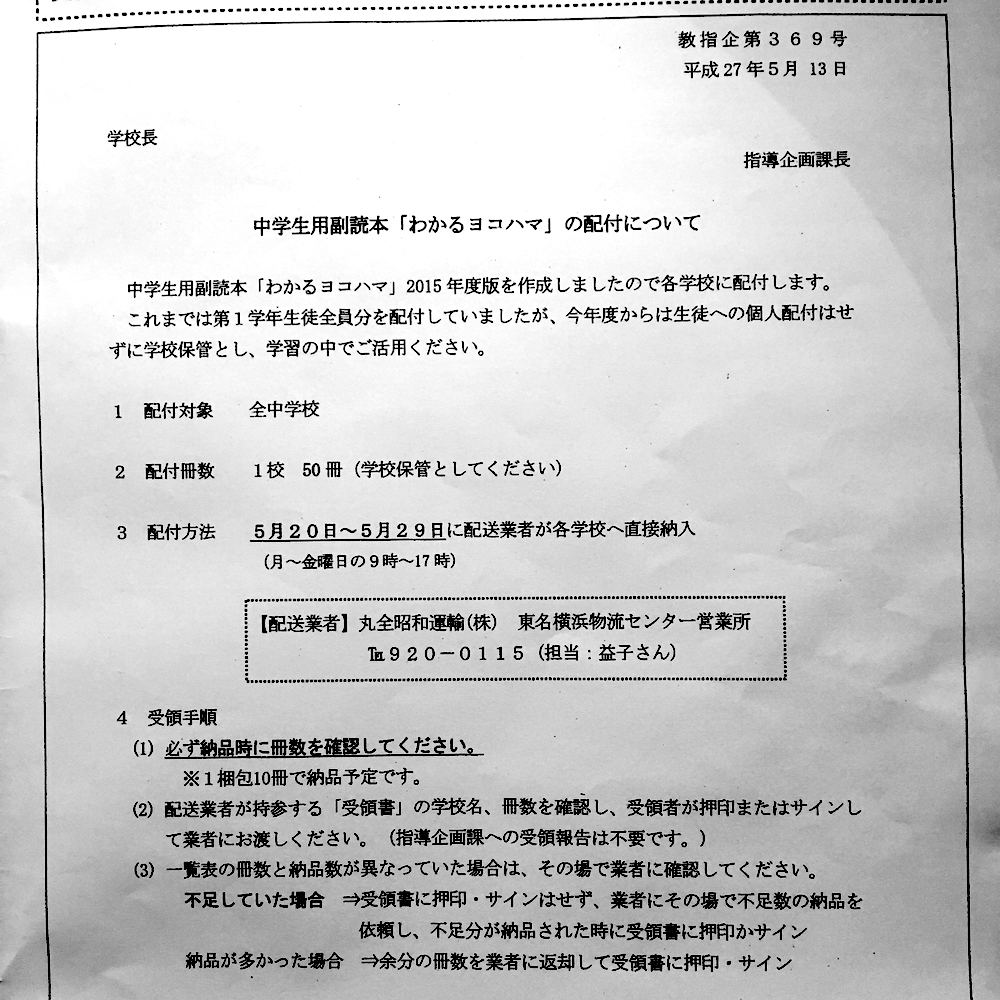 教指企第３６９号
平成27年５月 13日
学校長
指導企画課長
中学生用副読本「わかるヨコハマ」の配付について
中学生用副読本「わかるヨコハマ」2015年度版を作成しましたので各学校に配付します。
これまでは第１学年生徒全員分を配付していましたが、今年度からは生徒への個人配付はせ
ずに学校保管とし、学習の中でご活用ください。
１　配付対象　全中学校
２　配付冊数　１校　50冊（学校保管としてください）
３　配付方法　５月２０日～５月２９日に配送業者が各学校へ直接納入
（月～金曜日の９時～17時）
【配送業者】丸全昭和運輸(株)　東名横浜物流センター営業所
℡９２０－０１１５（担当：益子さん）
４　受領手順
(1) 必ず納品時に冊数を確認してください。
※１梱包10冊で納品予定です。
(2) 配送業者が持参する「受領書」の学校名、冊数を確認し、受領者が押印またはサインし
て業者にお渡しください。（指導企画課への受領報告は不要です。）
(3) 一覧表の冊数と納品数が異なっていた場合は、その場で業者に確認してください。
不足していた場合　⇒受領書に押印・サインはせず、業者にその場で不足数の納品を
依頼し、不足分が納品された時に受領書に押印かサイン
納品が多かった場合　⇒余分の冊数を業者に返却して受領書に押印・サイン